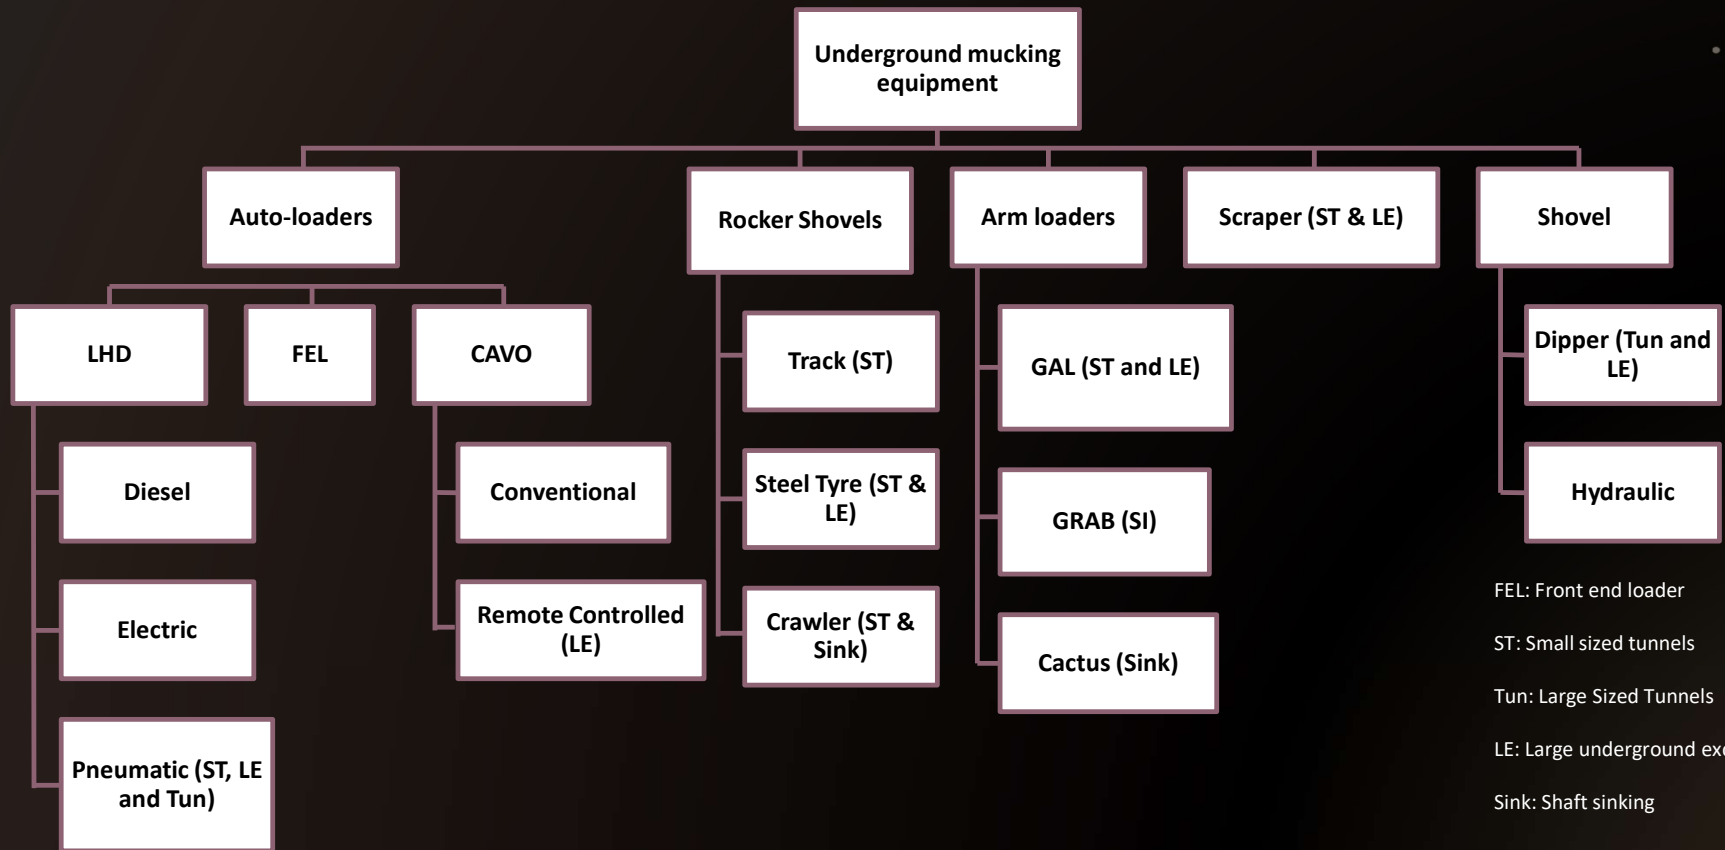 Underground mucking
equipment
Auto-loaders
Rocker Shovels
Arm loaders
Scraper (ST & LE)
Shovel
LHD
FEL
CAVO
Diesel
Electric
Pneumatic (ST, LE
and Tun)
Conventional
Remote Controlled
(LE)
Track (ST)
Steel Tyre (ST &
LE)
Crawler (ST &
Sink)
GAL (ST and LE)
GRAB (SI)
Cactus (Sink)
Dipper (Tun and
LE)
Hydraulic
FEL: Front end loader
ST: Small sized tunnels
Tun: Large Sized Tunnels
LE: Large underground
Sink: Shaft sinking